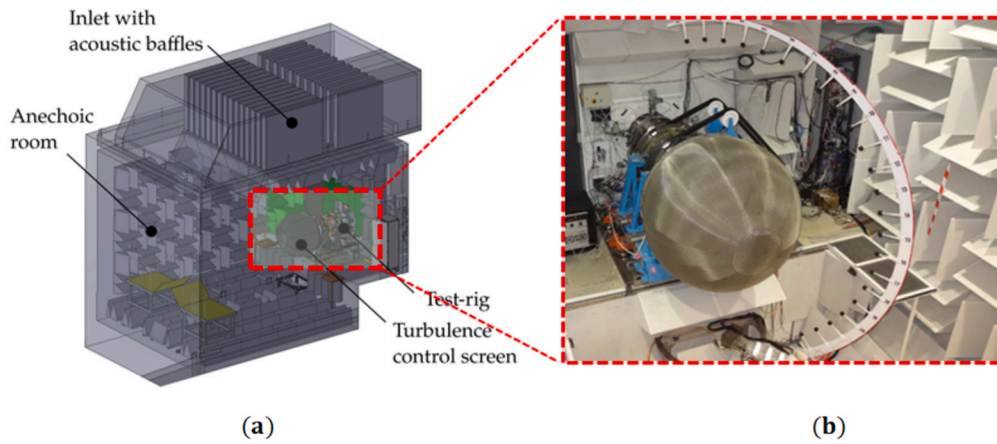 Inlet with
acoustic baffles
Anechoic
room
Test-rig
Turbulence
control screen
(a)
(b)